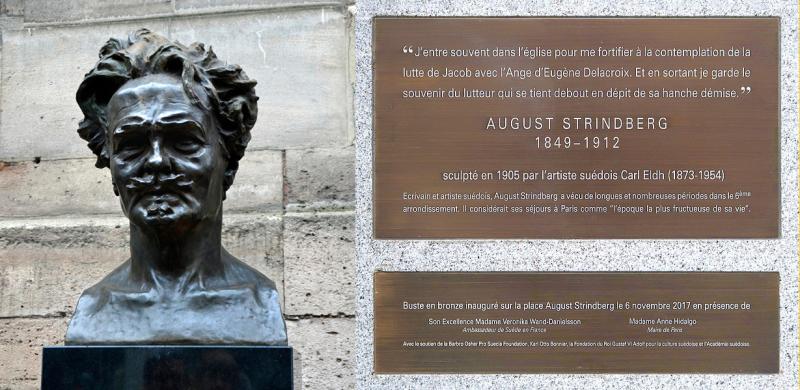 “J'entre souvent dans l'église pour me fortifier à la contemplation de la
lutte de Jacob avec l'Ange d'Eugène Delacroix. Et en sortant je garde le
souvenir du lutteur qui se tient debout en dépit de sa hanche démise.”
AUGUST STRINDBERG
1849–1912
sculpté en 1905 par l'artiste suédois Carl Eldh (1873-1954)
Ecrivain et artiste suédois, August Strindberg a vécu de longues et nombreuses périodes dans le 6ème
arrondissement. Il considérait ses séjours à Paris comme "l'époque la plus fructueuse de sa vie".
Buste en bronze inauguré sur la place August Strindberg le 6 novembre 2017 en présence de
Son Excellence Madame Veronika Wand-Danielsson
Ambassadeur de Suède en France
Madame Anne Hidalgo
Maire de Paris
Avec le soutien de la Barbro Osher Pro Suecia Foundation, Karl Otto Bonnier, la Fondation du Roi Gustaf VI Adolf pour la culture suédoise et l'Académie suédoise.